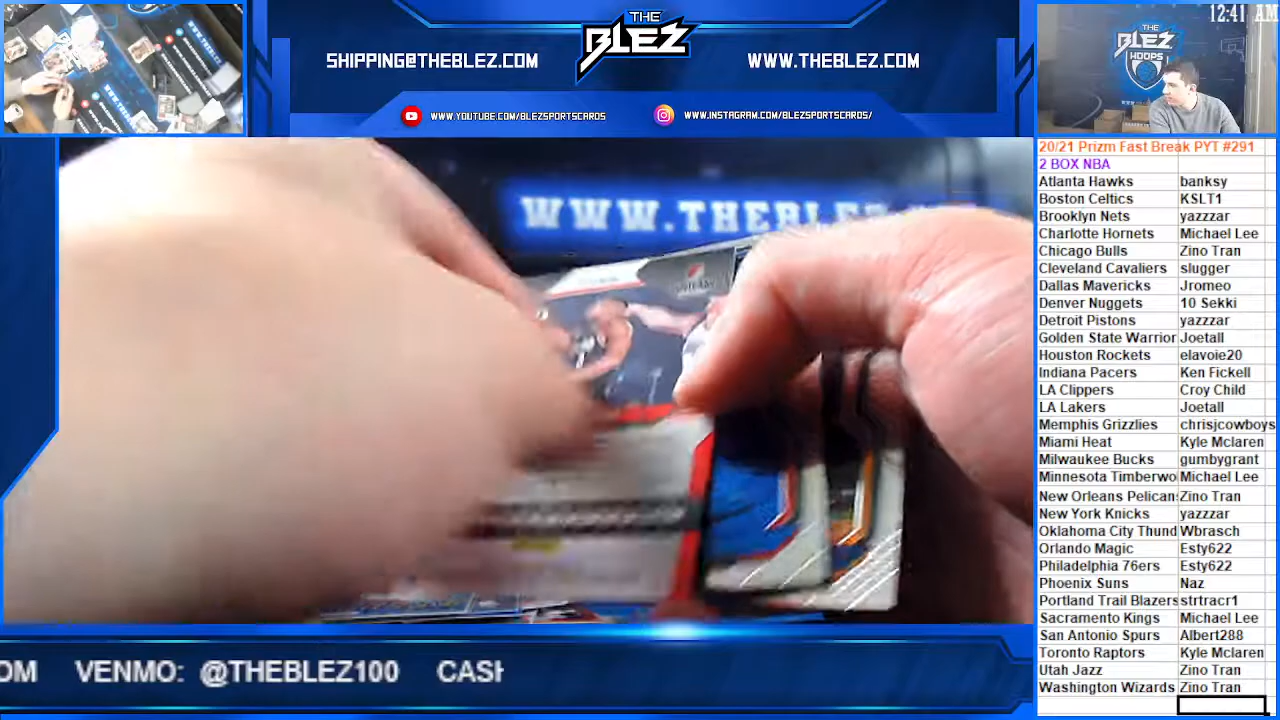 SHIPPING@THEBLEZ.COM
THE
BLEZ
WWW.THEBLEZ.COM
WWW.YOUTUBE.COM/BLEZSPORTSCARDS
WWW.INSTAGRAM.COM/BLEZSPORTSCARDS/
12:41 AM
THE
BLEZ
HOOPS
WWW.THEBLEZ
20/21 Prizm Fast Break PYT #291
2 BOX NBA
Atlanta Hawks banksy
Boston Celtics KSLT1
Brooklyn Nets yazzzar
Charlotte Hornets Michael Lee
Chicago Bulls Zino Tran
Cleveland Cavaliers slugger
Dallas Mavericks Jromeo
Denver Nuggets 10 Sekki
Detroit Pistons yazzzar
Golden State Warrior Joetall
Houston Rockets elavoie20
Indiana Pacers Ken Fickell
LA Clippers Croy Child
LA Lakers Joetall
Memphis Grizzlies chrisjcowboys
Miami Heat Kyle Mclaren
Milwaukee Bucks gumbygrant
Minnesota Timberwo Michael Lee
New Orleans Pelican Zino Tran
New York Knicks yazzzar
Oklahoma City Thund Wbrasch
Orlando Magic Esty622
Philadelphia 76ers Esty622
Phoenix Suns Naz
Portland Trail Blazers strtracr1
Sacramento Kings Michael Lee
San Antonio Spurs Albert288
Toronto Raptors Kyle Mclaren
Utah Jazz Zino Tran
Washington Wizards Zino Tran
OM VENMO: @THEBLEZ100 CASH